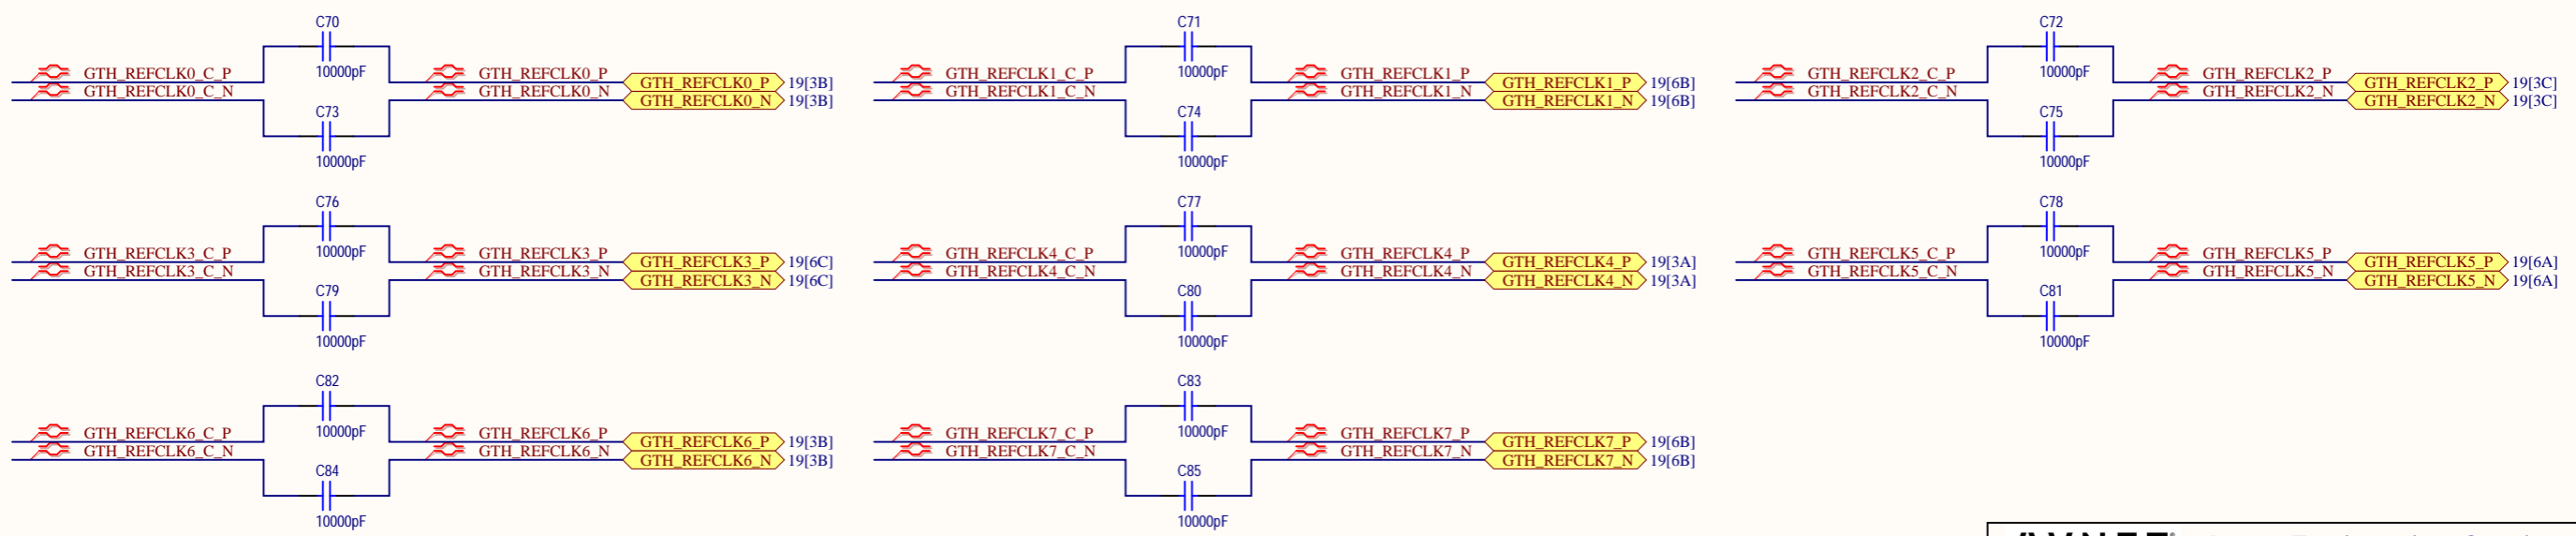 C70 C71 C72
10000pF 10000pF 10000pF
GTH_REFCLK0_C_P GTH_REFCLK0_P GTH_REFCLK0_P 19[3B] GTH_REFCLK1_C_P GTH_REFCLK1_P GTH_REFCLK1_P 19[6B] GTH_REFCLK2_C_P GTH_REFCLK2_P GTH_REFCLK2_P 19[3C]
GTH_REFCLK0_C_N GTH_REFCLK0_N GTH_REFCLK0_N 19[3B] GTH_REFCLK1_C_N GTH_REFCLK1_N GTH_REFCLK1_N 19[6B] GTH_REFCLK2_C_N GTH_REFCLK2_N GTH_REFCLK2_N 19[3C]
C73 C74 C75
10000pF 10000pF 10000pF
C76 C77 C78
10000pF 10000pF 10000pF
GTH_REFCLK3_C_P GTH_REFCLK3_P GTH_REFCLK3_P 19[6C] GTH_REFCLK4_C_P GTH_REFCLK4_P GTH_REFCLK4_P 19[3A] GTH_REFCLK5_C_P GTH_REFCLK5_P GTH_REFCLK5_P 19[6A]
GTH_REFCLK3_C_N GTH_REFCLK3_N GTH_REFCLK3_N 19[6C] GTH_REFCLK4_C_N GTH_REFCLK4_N GTH_REFCLK4_N 19[3A] GTH_REFCLK5_C_N GTH_REFCLK5_N GTH_REFCLK5_N 19[6A]
C79 C80 C81
10000pF 10000pF 10000pF
C82 C83
10000pF 10000pF
GTH_REFCLK6_C_P GTH_REFCLK6_P GTH_REFCLK6_P 19[3B] GTH_REFCLK7_C_P GTH_REFCLK7_P GTH_REFCLK7_P 19[6B]
GTH_REFCLK6_C_N GTH_REFCLK6_N GTH_REFCLK6_N 19[3B] GTH_REFCLK7_C_N GTH_REFCLK7_N GTH_REFCLK7_N 19[6B]
C84 C85
10000pF 10000pF